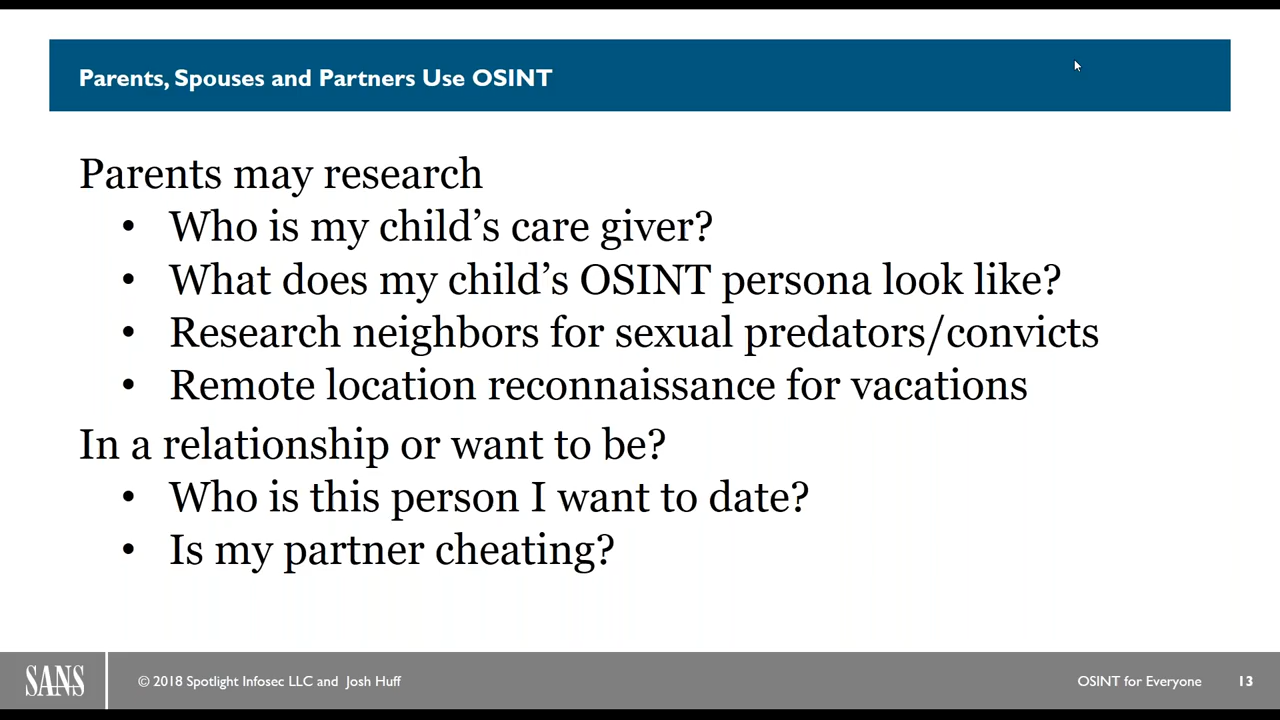 Parents, Spouses and Partners Use OSINT
Parents may research
• Who is my child’s care giver?
• What does my child’s OSINT persona look like?
• Research neighbors for sexual predators/convicts
• Remote location reconnaissance for vacations
In a relationship or want to be?
• Who is this person I want to date?
• Is my partner cheating?
SANS
© 2018 Spotlight Infosec LLC and Josh Huff
OSINT for Everyone
13